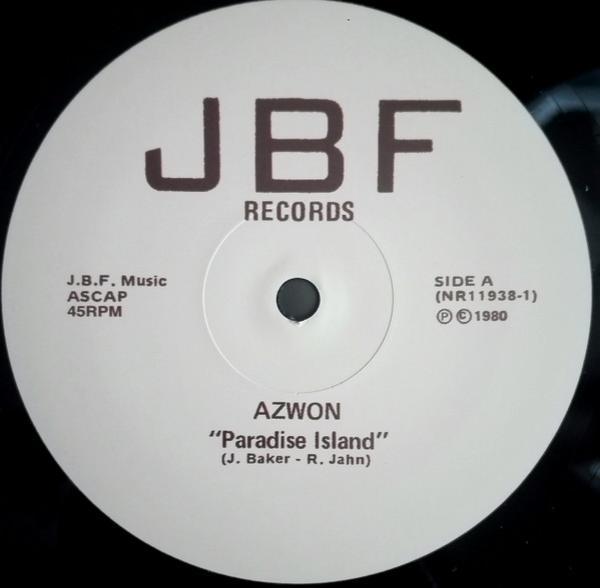 JBF
RECORDS
J.B.F. Music
ASCAP
45RPM
SIDE A
(NR11938-1)
Ⓟ © 1980
AZWON
"Paradise Island"
(J. Baker - R. Jahn)